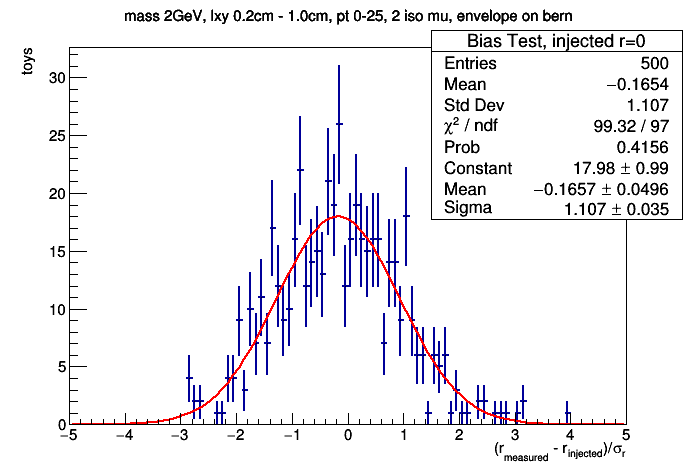 mass 2GeV, lxy 0.2cm - 1.0cm, pt 0-25, 2 iso mu, envelope on bern
toys
Bias Test, injected r=0
Entries 500
Mean −0.1654
Std Dev 1.107
χ² / ndf 99.32 / 97
Prob 0.4156
Constant 17.98 ± 0.99
Mean −0.1657 ± 0.0496
Sigma 1.107 ± 0.035
30
25
20
15
10
5
0
−5 −4 −3 −2 −1 0 1 2 3 4 5
(r_measured - r_injected)/σ_r